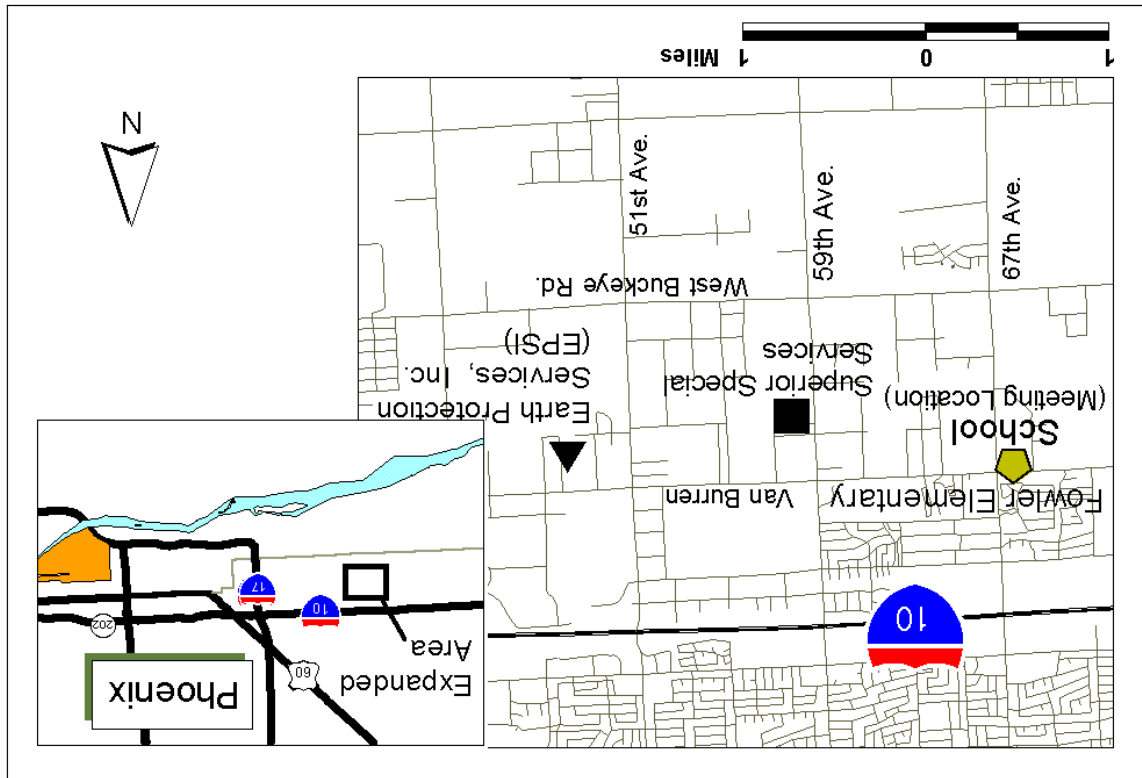 Phoenix
60
Expanded
Area
202
10
17
10
Fowler Elementary
School
(Meeting Location)
Van Burren
Superior Special
Services
Earth Protection
Services, Inc.
(EPSI)
West Buckeye Rd.
67th Ave.
59th Ave.
51st Ave.
N
1 0 1 Miles